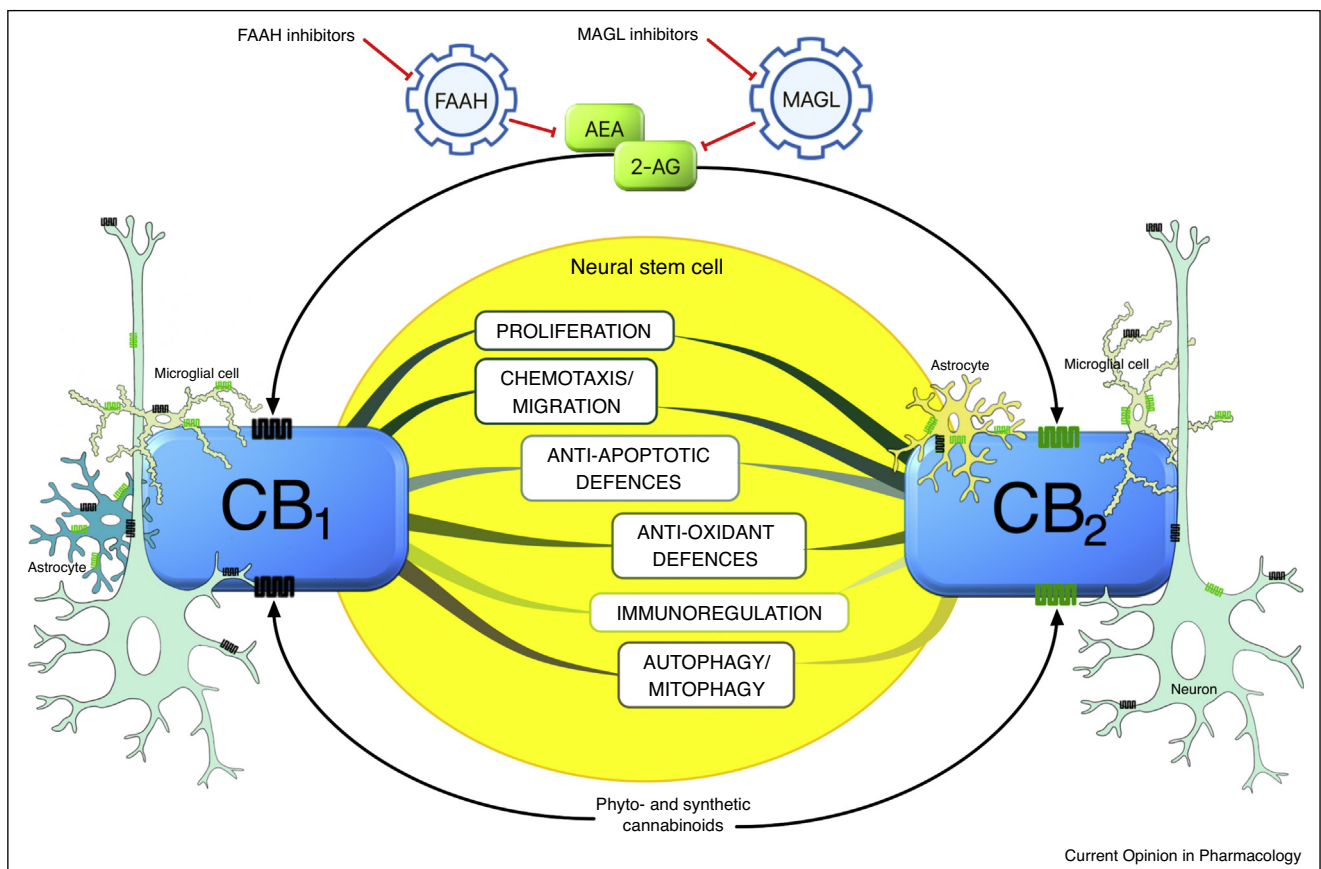 FAAH inhibitors
MAGL inhibitors
FAAH
MAGL
AEA
2-AG
Neural stem cell
PROLIFERATION
CHEMOTAXIS/
MIGRATION
ANTI-APOPTOTIC
DEFENCES
ANTI-OXIDANT
DEFENCES
IMMUNOREGULATION
AUTOPHAGY/
MITOPHAGY
Microglial cell
CB1
Astrocyte
Astrocyte
Microglial cell
CB2
Neuron
Phyto- and synthetic
cannabinoids
Current Opinion in Pharmacology